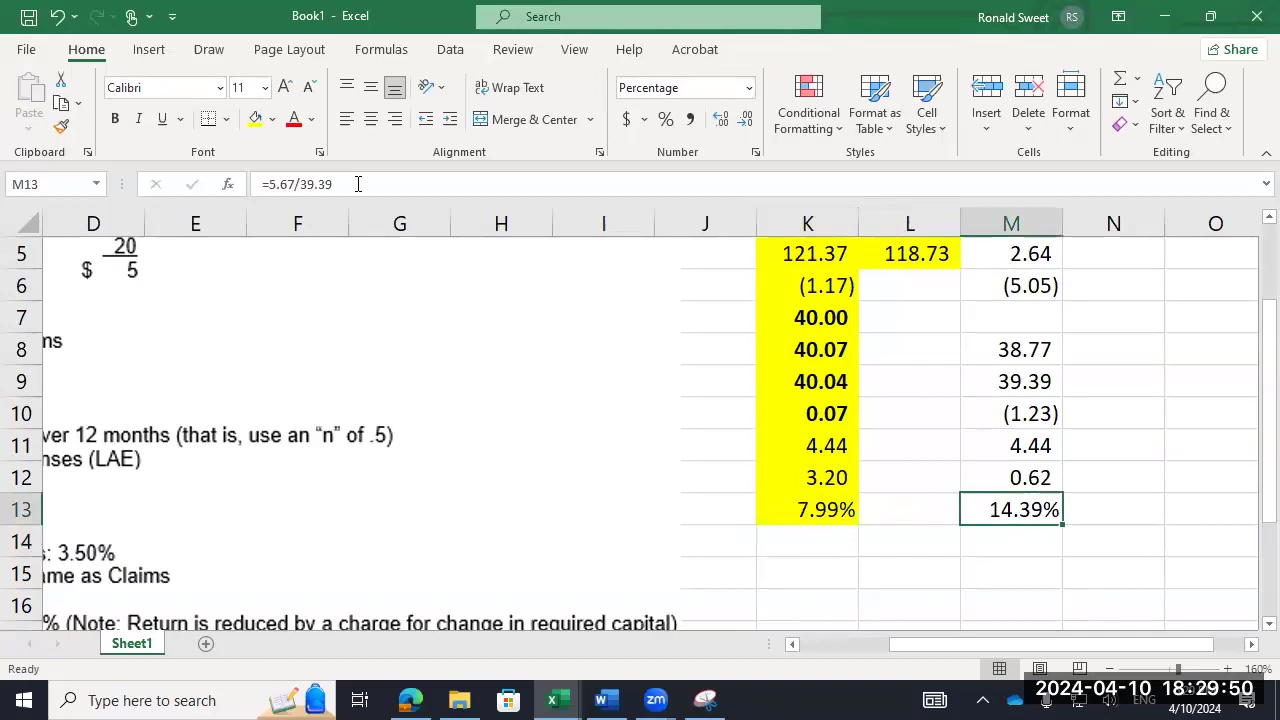 Book1 - Excel
Search
Ronald Sweet RS
File Home Insert Draw Page Layout Formulas Data Review View Help Acrobat Share
Paste
Calibri 11
Wrap Text
Merge & Center
Percentage
Conditional Formatting
Format as Table
Cell Styles
Insert Delete Format
Sort & Filter
Find & Select
Clipboard Font Alignment Number Styles Cells Editing
M13 fx =5.67/39.39
D E F G H I J K L M N O
5 20 121.37 118.73 2.64
$ 5
6 (1.17) (5.05)
7 40.00
8 ns 40.07 38.77
9 40.04 39.39
10 0.07 (1.23)
ver 12 months (that is, use an “n” of .5)
11 4.44 4.44
nses (LAE)
12 3.20 0.62
13 7.99% 14.39%
14
s: 3.50%
15 ame as Claims
16
% (Note: Return is reduced by a charge for change in required capital)
Sheet1
Ready 160%
Type here to search
2024-04-10 18:29:50
4/10/2024